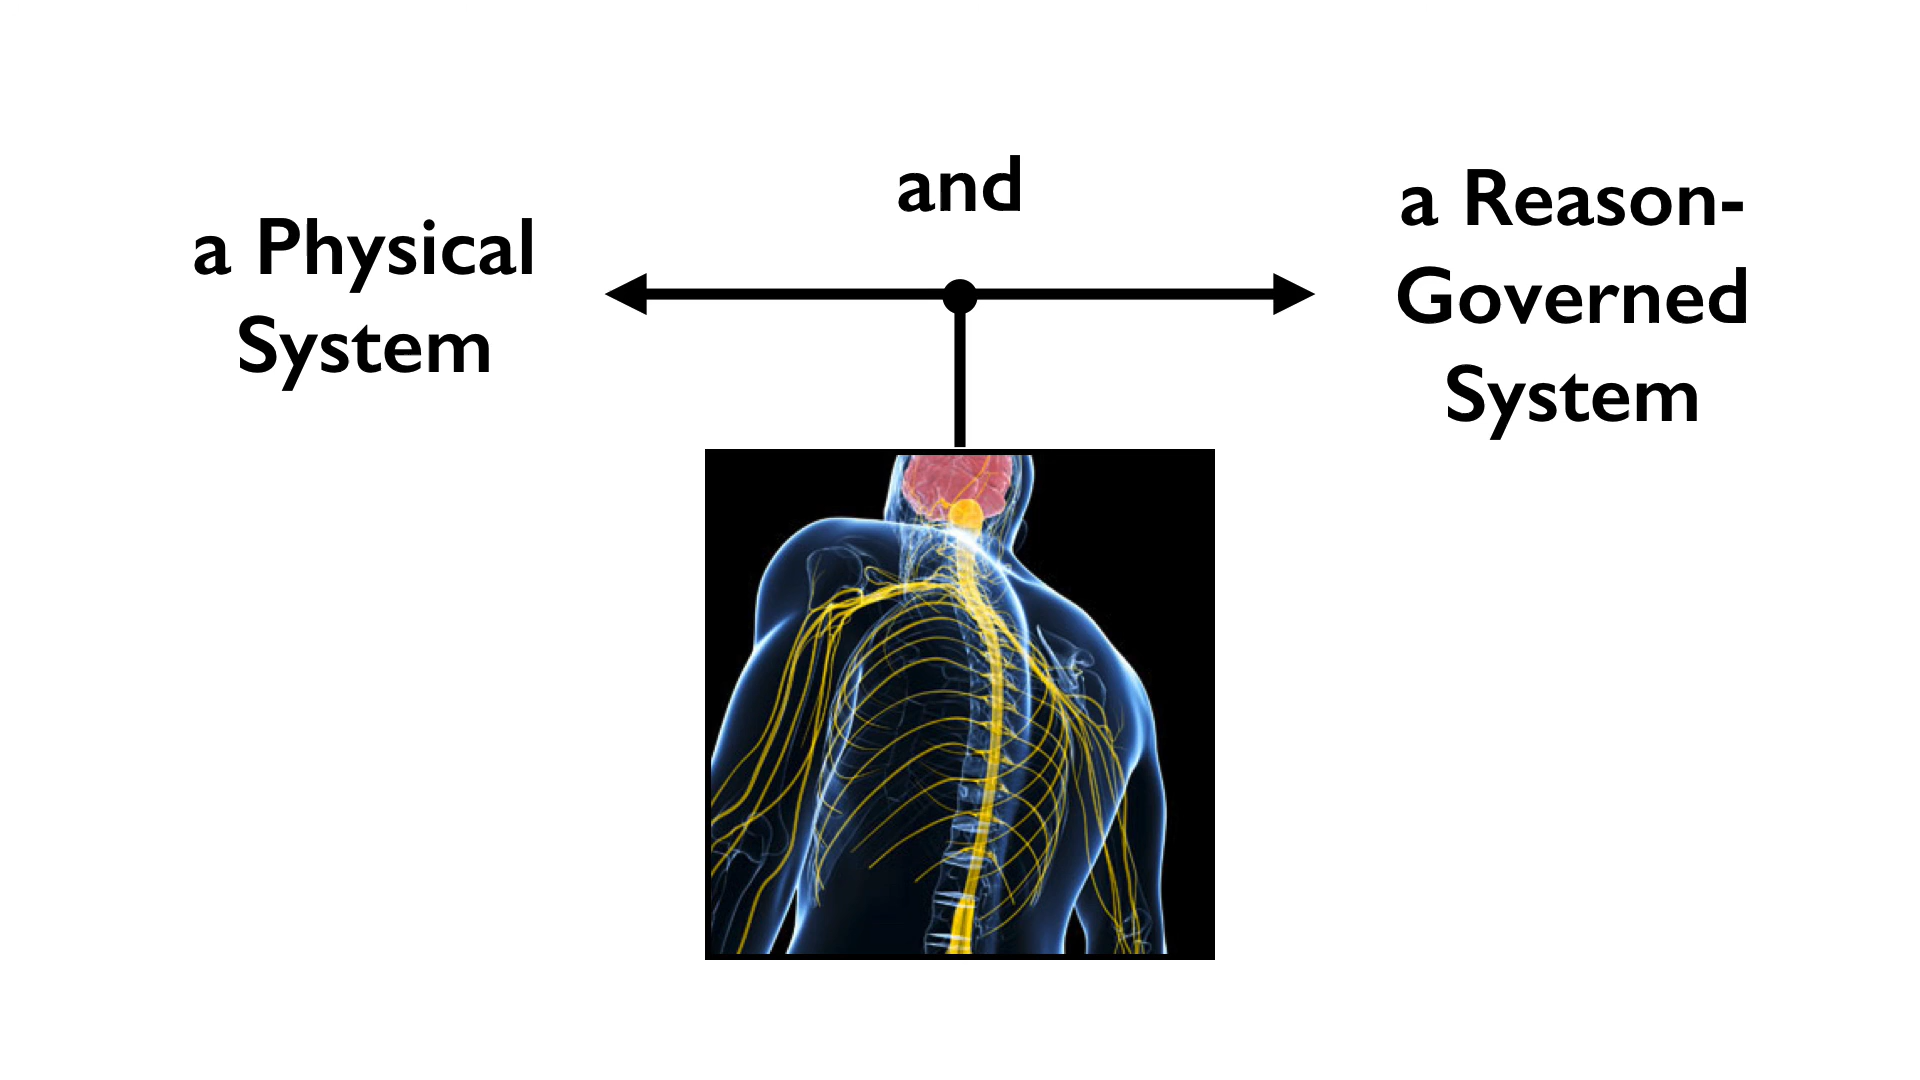 and
a Physical
System
a Reason-
Governed
System